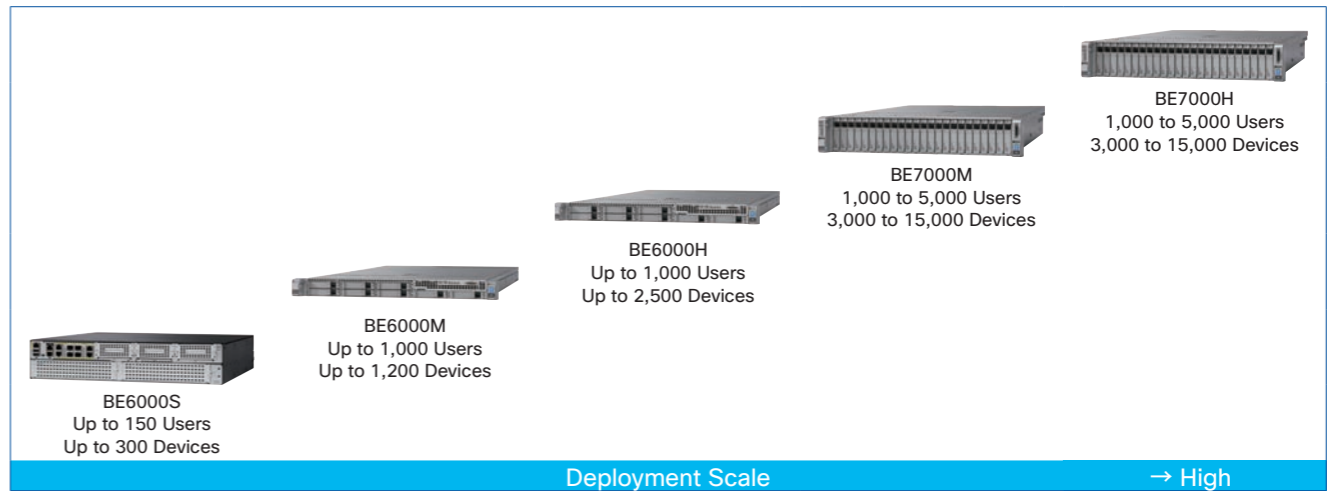 BE7000H
1,000 to 5,000 Users
3,000 to 15,000 Devices
BE7000M
1,000 to 5,000 Users
3,000 to 15,000 Devices
BE6000H
Up to 1,000 Users
Up to 2,500 Devices
BE6000M
Up to 1,000 Users
Up to 1,200 Devices
BE6000S
Up to 150 Users
Up to 300 Devices
Deployment Scale
→ High